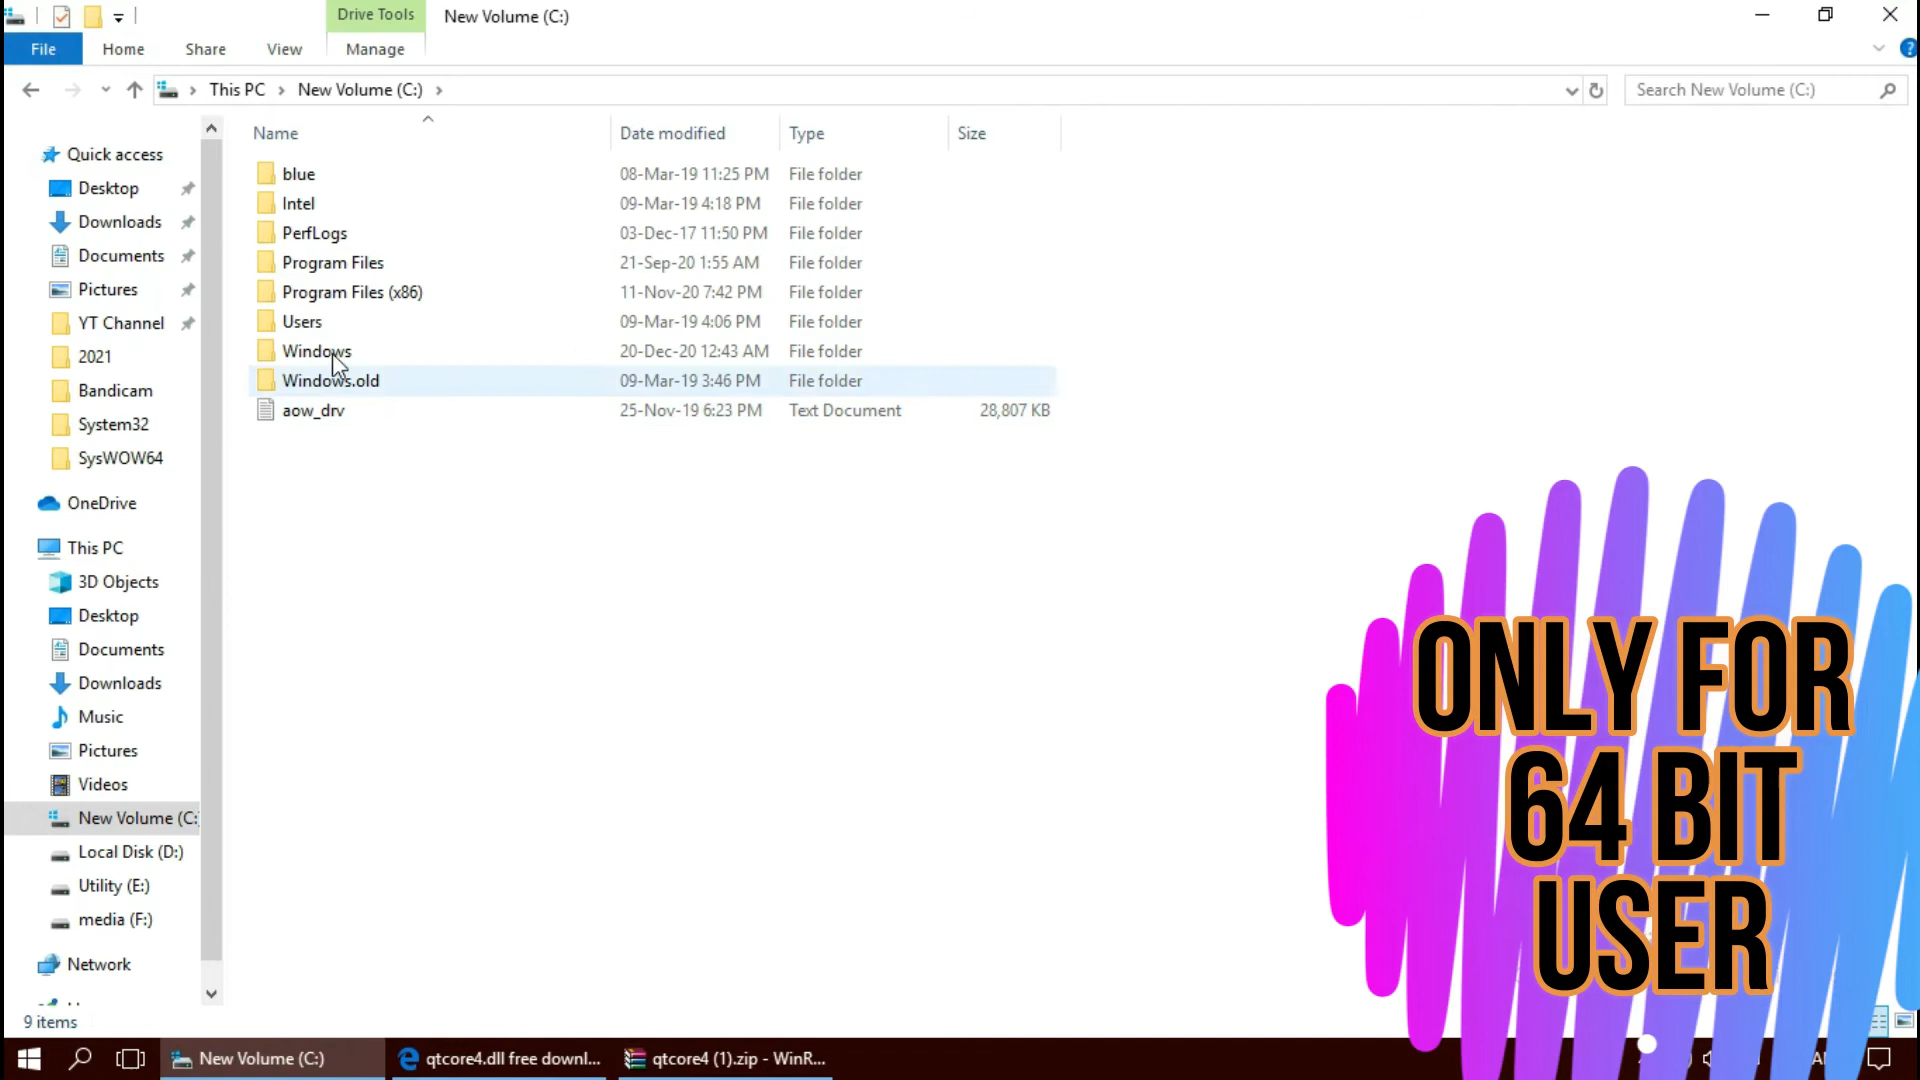 Drive Tools
New Volume (C:)
File
Home
Share
View
Manage
This PC
New Volume (C:)
Search New Volume (C:)
Name
Date modified
Type
Size
Quick access
Desktop
Downloads
Documents
Pictures
YT Channel
2021
Bandicam
System32
SysWOW64
OneDrive
This PC
3D Objects
Desktop
Documents
Downloads
Music
Pictures
Videos
New Volume (C:
Local Disk (D:)
Utility (E:)
media (F:)
Network
blue 08-Mar-19 11:25 PM File folder
Intel 09-Mar-19 4:18 PM File folder
PerfLogs 03-Dec-17 11:50 PM File folder
Program Files 21-Sep-20 1:55 AM File folder
Program Files (x86) 11-Nov-20 7:42 PM File folder
Users 09-Mar-19 4:06 PM File folder
Windows 20-Dec-20 12:43 AM File folder
Windows.old 09-Mar-19 3:46 PM File folder
aow_drv 25-Nov-19 6:23 PM Text Document 28,807 KB
ONLY FOR
64 BIT
USER
9 items
New Volume (C:)
qtcore4.dll free downl...
qtcore4 (1).zip - WinR...